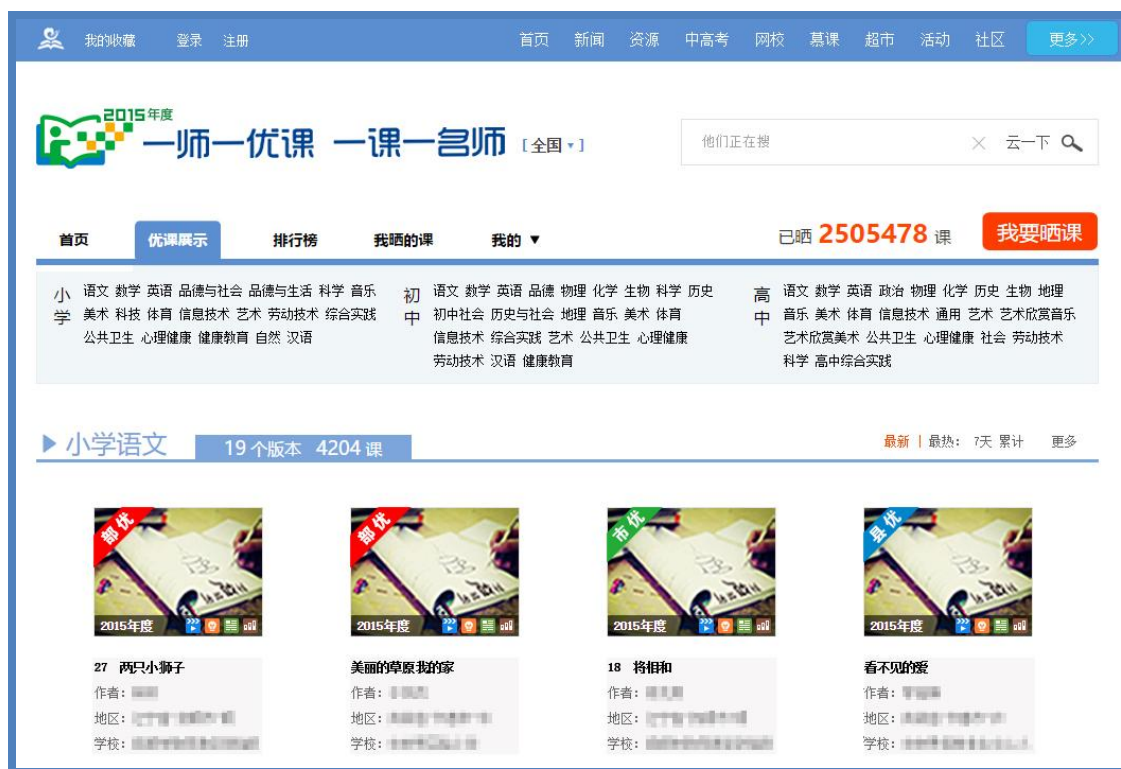 我的收藏 登录 注册 首页 新闻 资源 中高考 网校 慕课 超市 活动 社区 更多>>
2015年度
一师一优课 一课一名师 [全国▼]
他们正在搜 × 云一下
首页 优课展示 排行榜 我晒的课 我的 ▼ 已晒 2505478 课 我要晒课
小学
语文 数学 英语 品德与社会 品德与生活 科学 音乐
美术 科技 体育 信息技术 艺术 劳动技术 综合实践
公共卫生 心理健康 健康教育 自然 汉语
初中
语文 数学 英语 品德 物理 化学 生物 科学 历史
初中社会 历史与社会 地理 音乐 美术 体育
信息技术 综合实践 艺术 公共卫生 心理健康
劳动技术 汉语 健康教育
高中
语文 数学 英语 政治 物理 化学 历史 生物 地理
音乐 美术 体育 信息技术 通用 艺术 艺术欣赏音乐
艺术欣赏美术 公共卫生 心理健康 社会 劳动技术
科学 高中综合实践
小学语文 19个版本 4204课 最新 | 最热: 7天 累计 更多
部优
2015年度
27 两只小狮子
作者:
地区:
学校:
部优
2015年度
美丽的草原我的家
作者:
地区:
学校:
市优
2015年度
18 将相和
作者:
地区:
学校:
县优
2015年度
看不见的爱
作者:
地区:
学校: